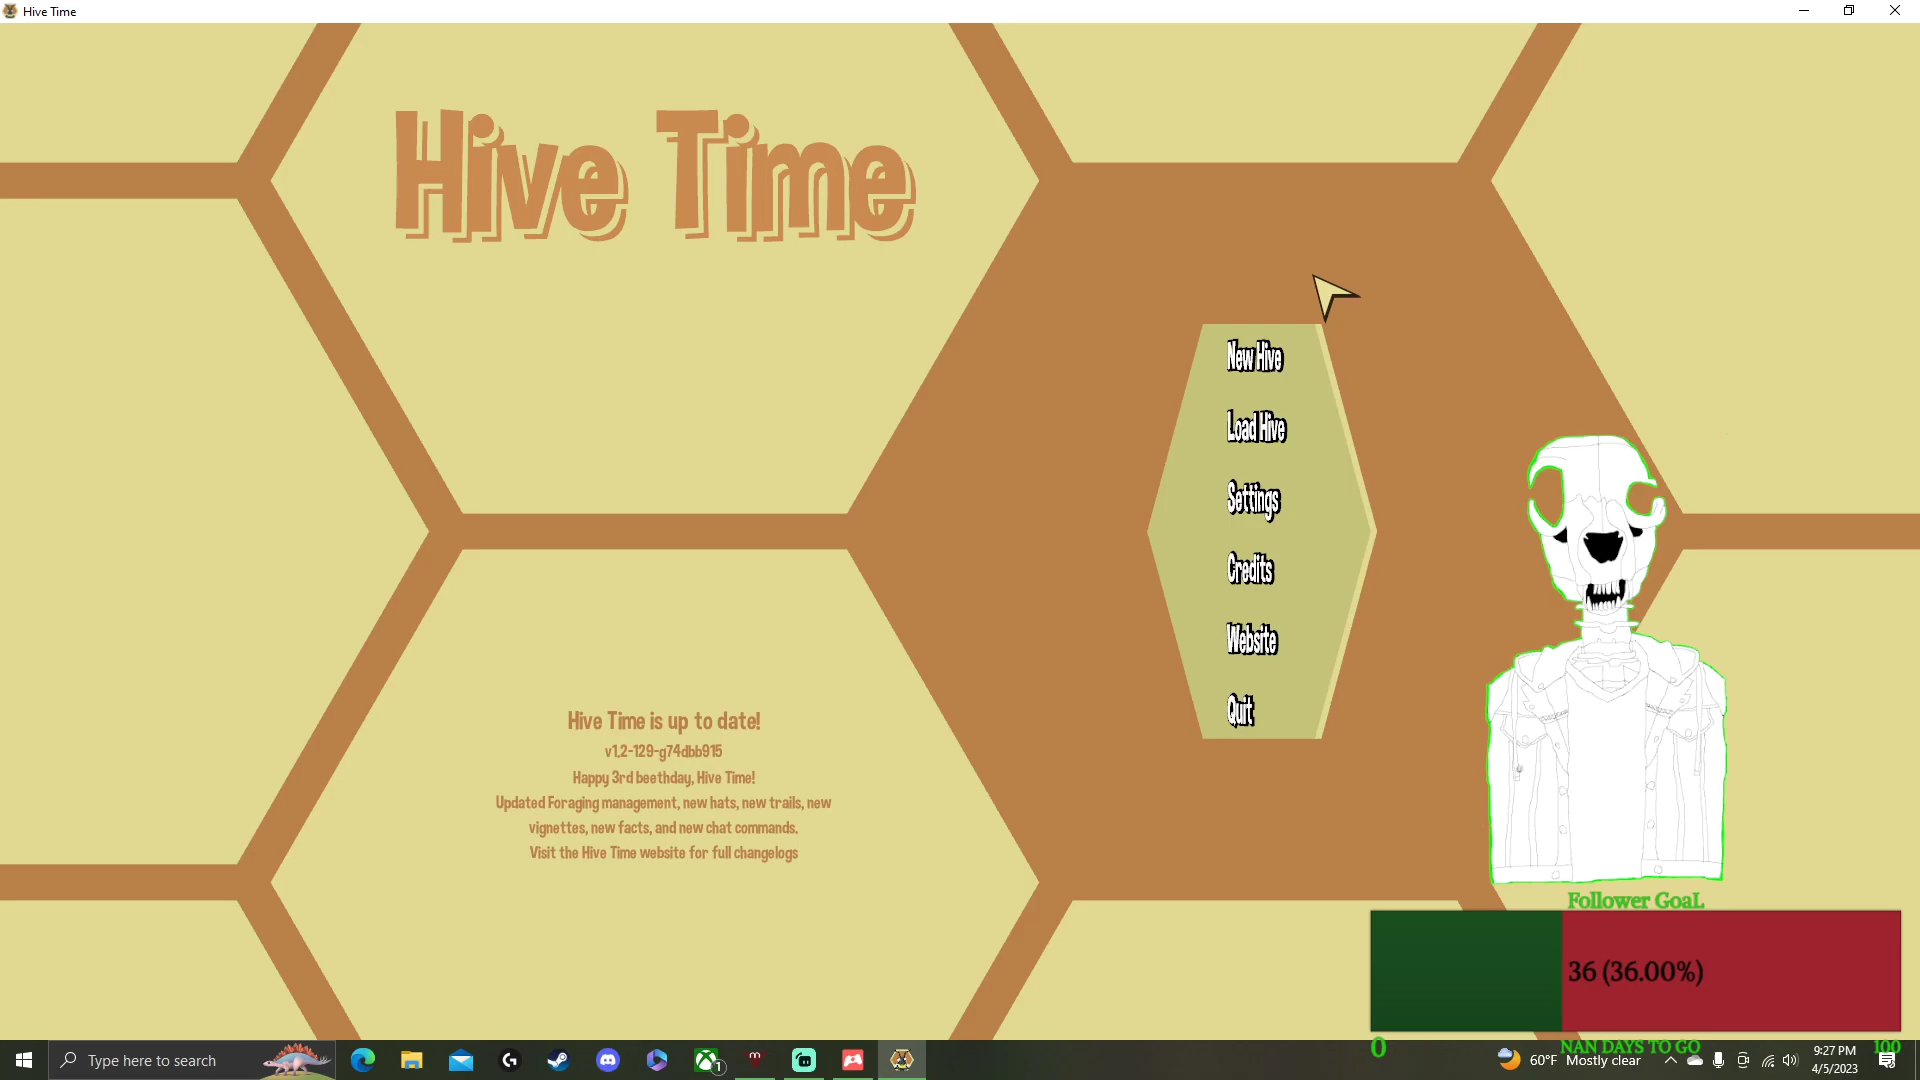 Hive Time
Hive Time
New Hive
Load Hive
Settings
Credits
Website
Quit
Hive Time is up to date!
v1.2-129-g74dbb915
Happy 3rd beethday, Hive Time!
Updated Foraging management, new hats, new trails, new
vignettes, new facts, and new chat commands.
Visit the Hive Time website for full changelogs
Follower GoaL
36 (36.00%)
0
NAN DAYS TO GO
100
Type here to search
1
60°F Mostly clear
9:27 PM
4/5/2023